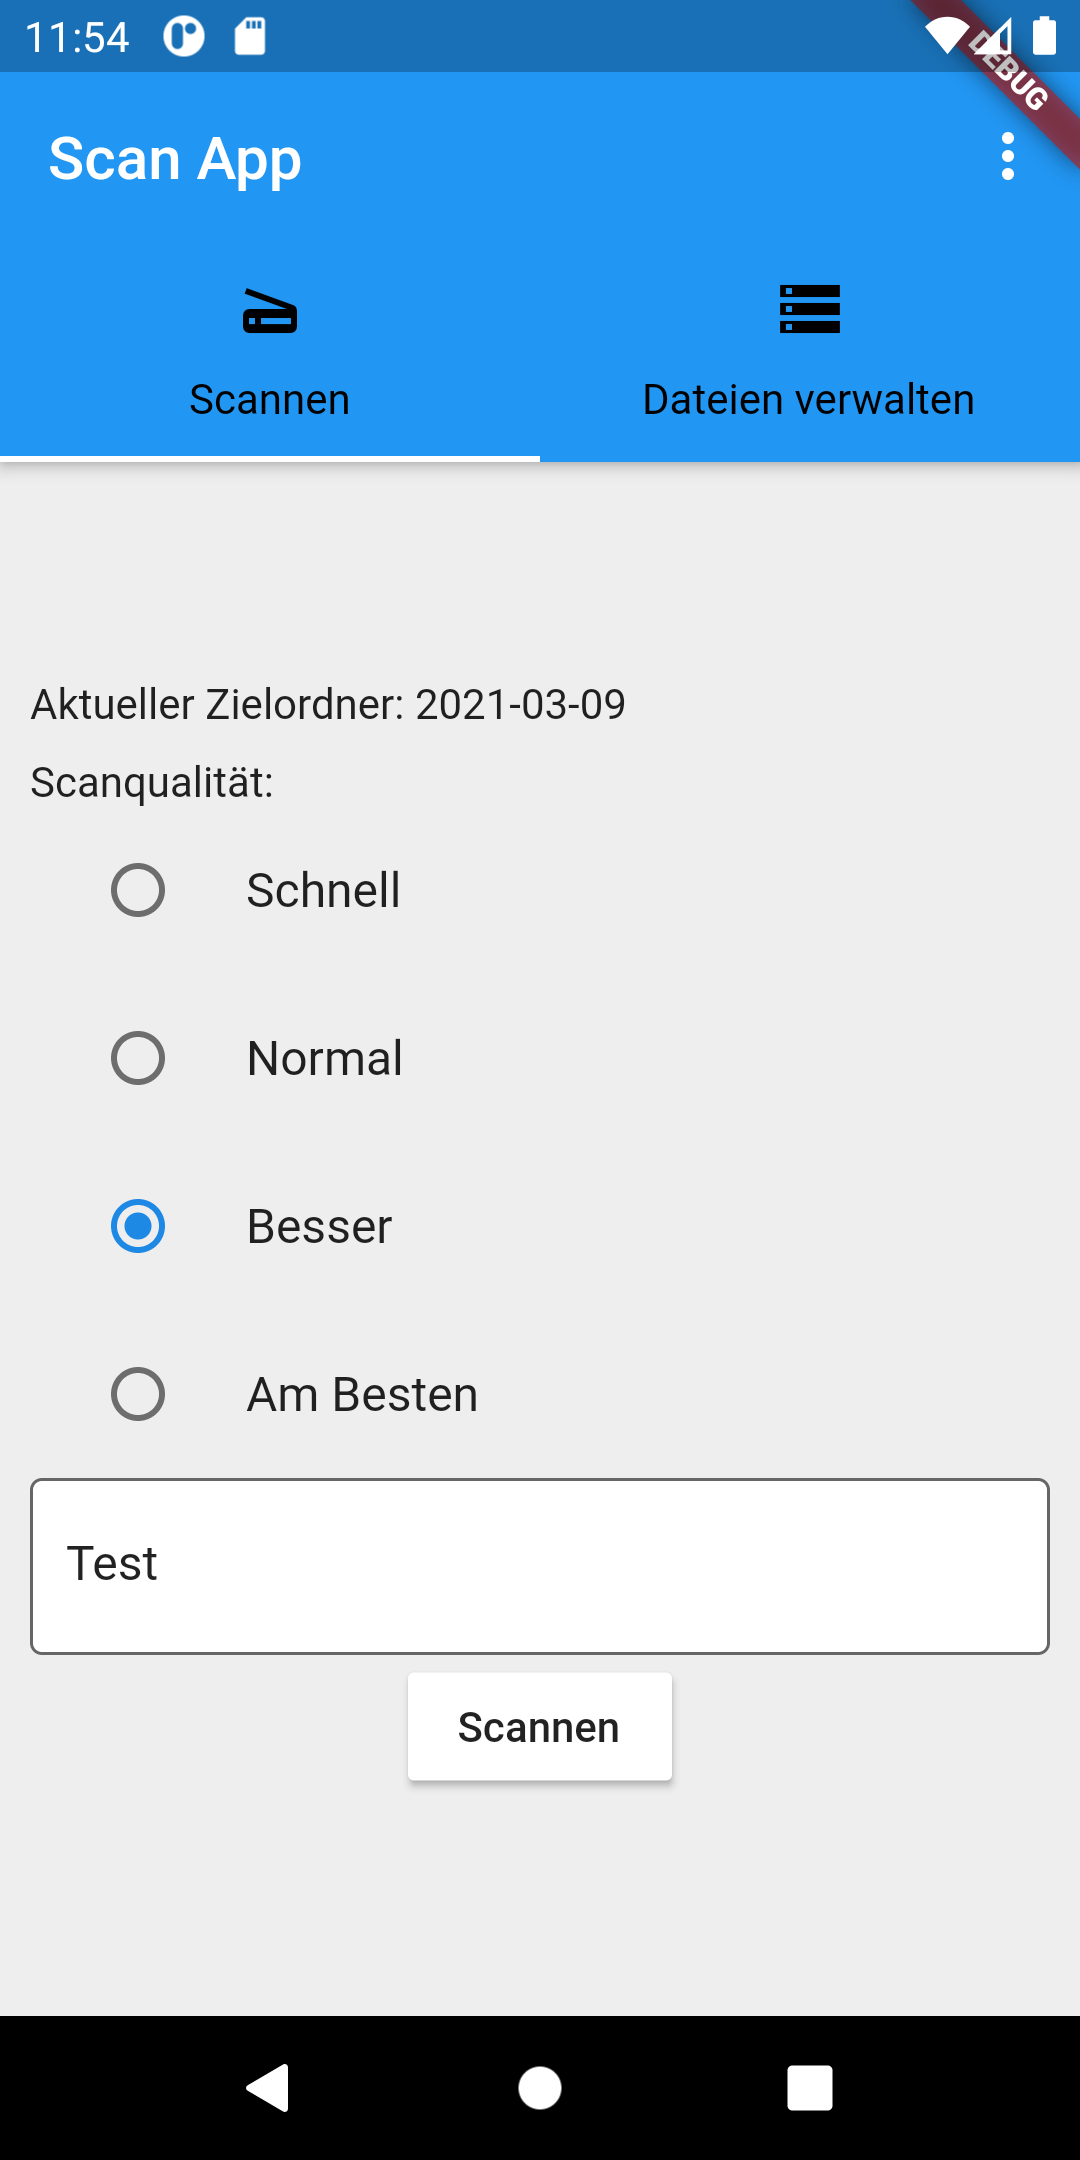 11:54
DEBUG
Scan App
Scannen
Dateien verwalten
Aktueller Zielordner: 2021-03-09
Scanqualität:
Schnell
Normal
Besser
Am Besten
Test
Scannen